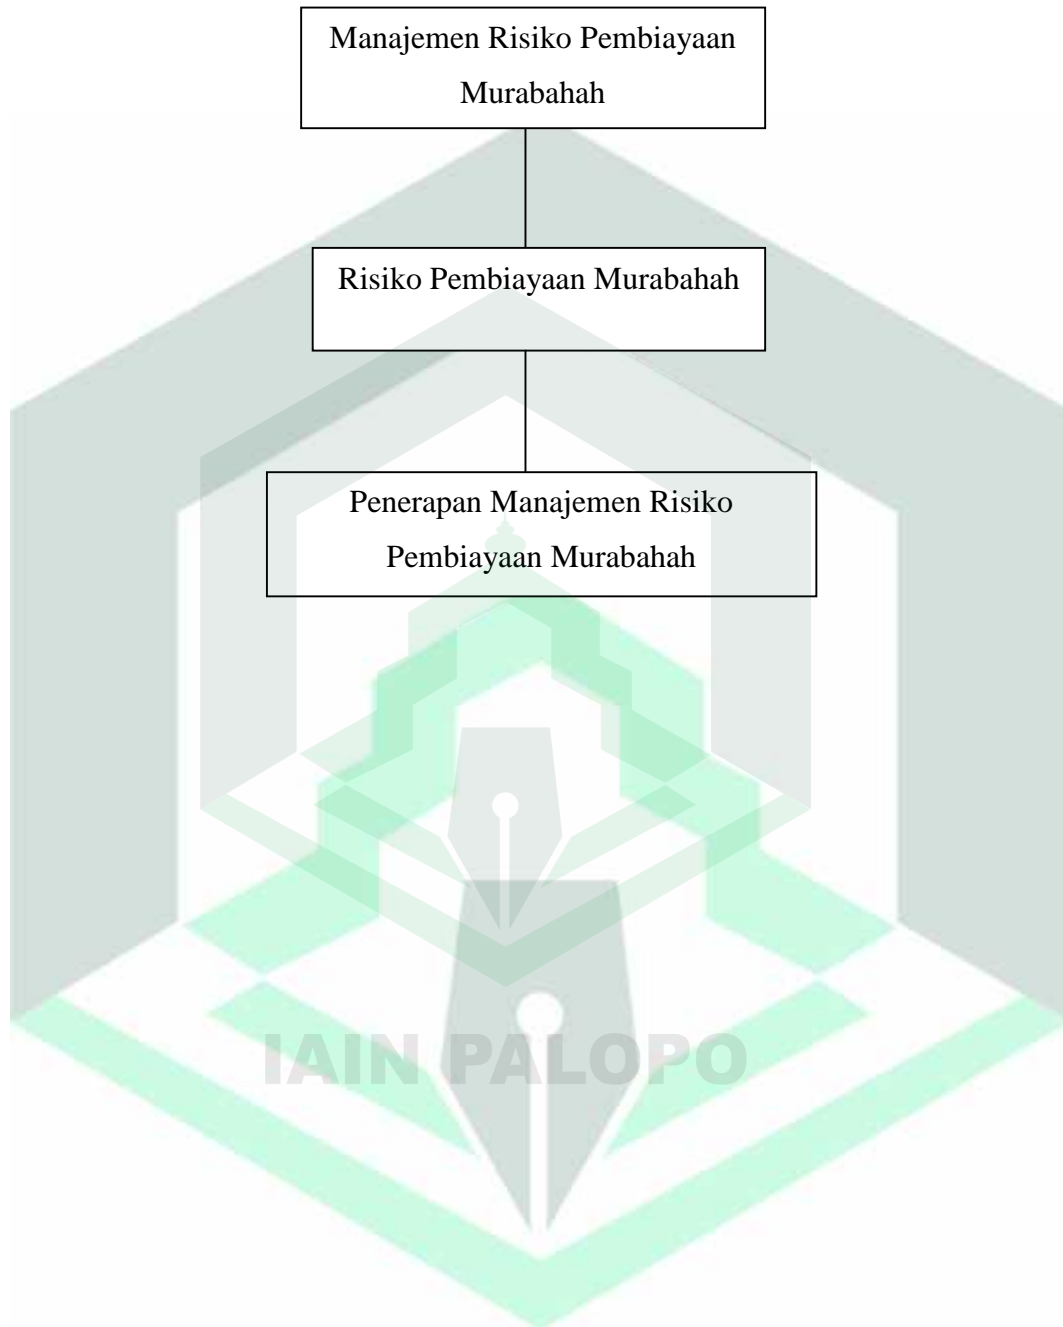 Manajemen Risiko Pembiayaan
Murabahah
Risiko Pembiayaan Murabahah
Penerapan Manajemen Risiko
Pembiayaan Murabahah
IAIN PALOPO